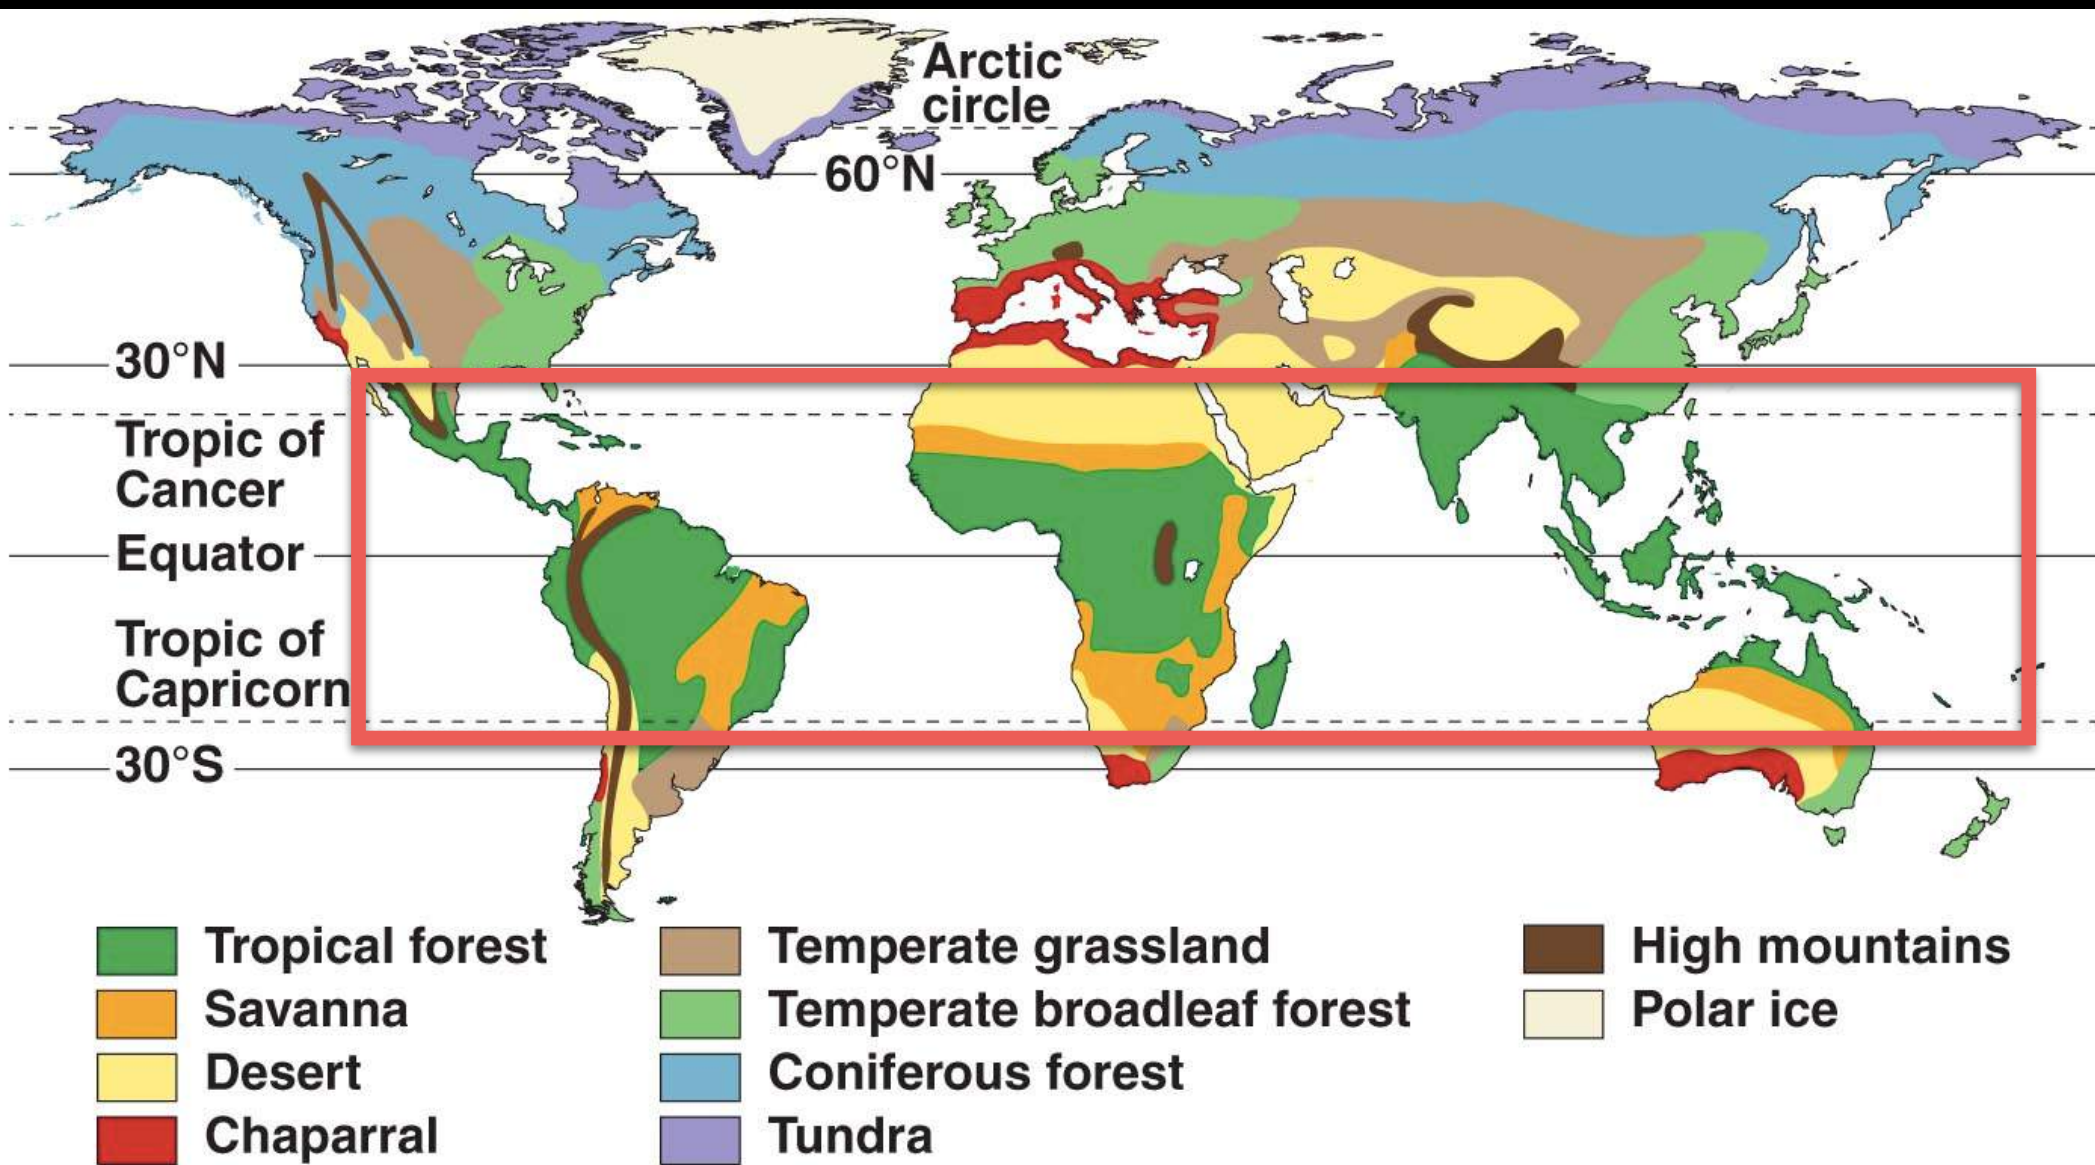 Arctic
circle
60°N
30°N
Tropic of
Cancer
Equator
Tropic of
Capricorn
30°S
Tropical forest
Savanna
Desert
Chaparral
Temperate grassland
Temperate broadleaf forest
Coniferous forest
Tundra
High mountains
Polar ice